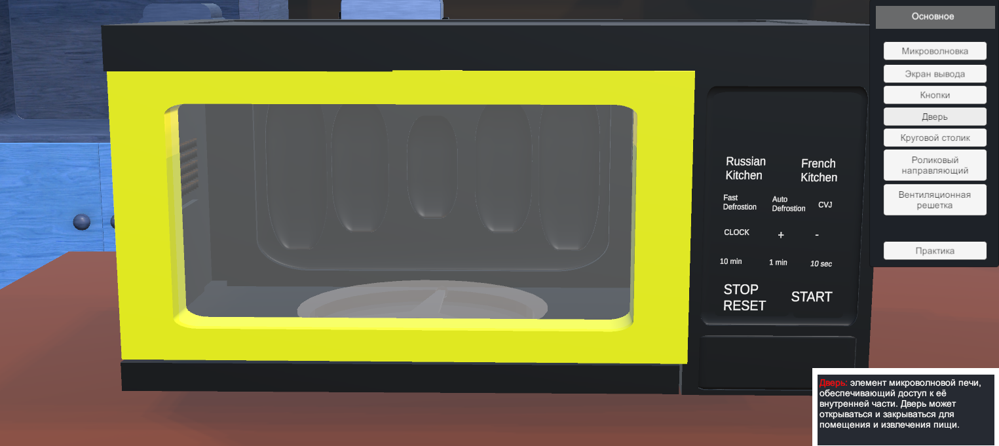 Основное
Микроволновка
Экран вывода
Кнопки
Дверь
Круговой столик
Роликовый
направляющий
Вентиляционная
решетка
Практика
Russian
Kitchen
French
Kitchen
Fast
Defrostion
Auto
Defrostion
CVJ
CLOCK
+
-
10 min
1 min
10 sec
STOP
RESET
START
Дверь: элемент микроволновой печи,
обеспечивающий доступ к её
внутренней части. Дверь может
открываться и закрываться для
помещения и извлечения пищи.